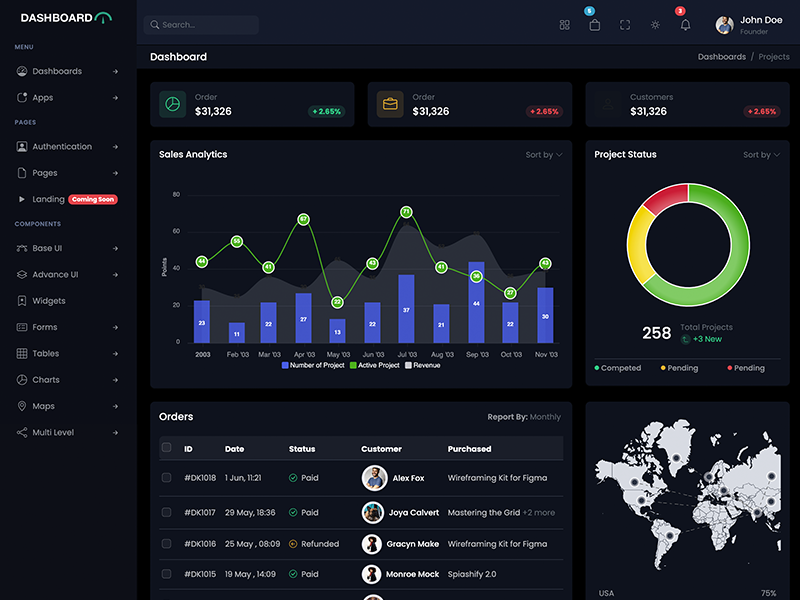 DASHBOARD
Search...
5
3
John Doe
Founder
MENU
Dashboards
Apps
PAGES
Authentication
Pages
Landing Coming Soon
COMPONENTS
Base UI
Advance UI
Widgets
Forms
Tables
Charts
Maps
Multi Level
Dashboard
Dashboards / Projects
Order
$31,326
+ 2.65%
Order
$31,326
+ 2.65%
Customers
$31,326
+ 2.65%
Sales Analytics
Sort by
Points
80
60
40
20
0
44 55 41 67 22 43 71 41 36 27 43
23 11 22 27 13 22 37 21 44 22 30
2003 Feb '03 Mar '03 Apr '03 May '03 Jun '03 Jul '03 Aug '03 Sep '03 Oct '03 Nov '03
Number of Project Active Project Revenue
Project Status
Sort by
258
Total Projects
+3 New
Competed Pending Pending
Orders
Report By: Monthly
ID Date Status Customer Purchased
#DK1018 1 Jun, 11:21 Paid Alex Fox Wireframing Kit for Figma
#DK1017 29 May, 18:36 Paid Joya Calvert Mastering the Grid +2 more
#DK1016 25 May , 08:09 Refunded Gracyn Make Wireframing Kit for Figma
#DK1015 19 May , 14:09 Paid Monroe Mock Spiashify 2.0
USA 75%